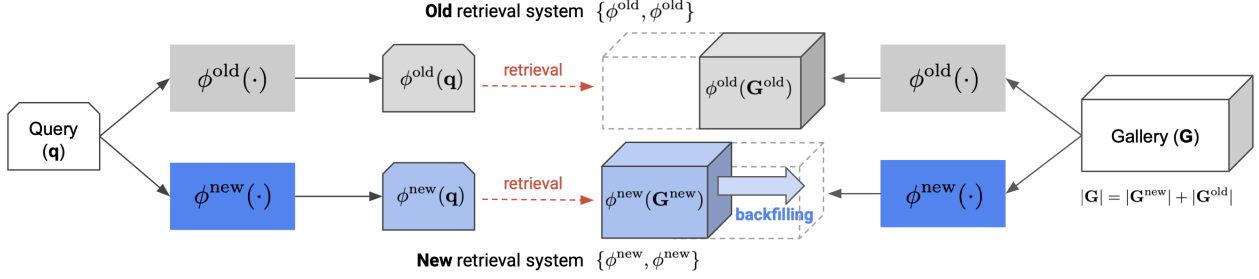 Old retrieval system {ϕ^old, ϕ^old}
ϕ^old(·)
ϕ^old(q)
retrieval
ϕ^old(G^old)
ϕ^old(·)
Query
(q)
Gallery (G)
ϕ^new(·)
ϕ^new(q)
retrieval
ϕ^new(G^new)
backfilling
ϕ^new(·)
|G| = |G^new| + |G^old|
New retrieval system {ϕ^new, ϕ^new}